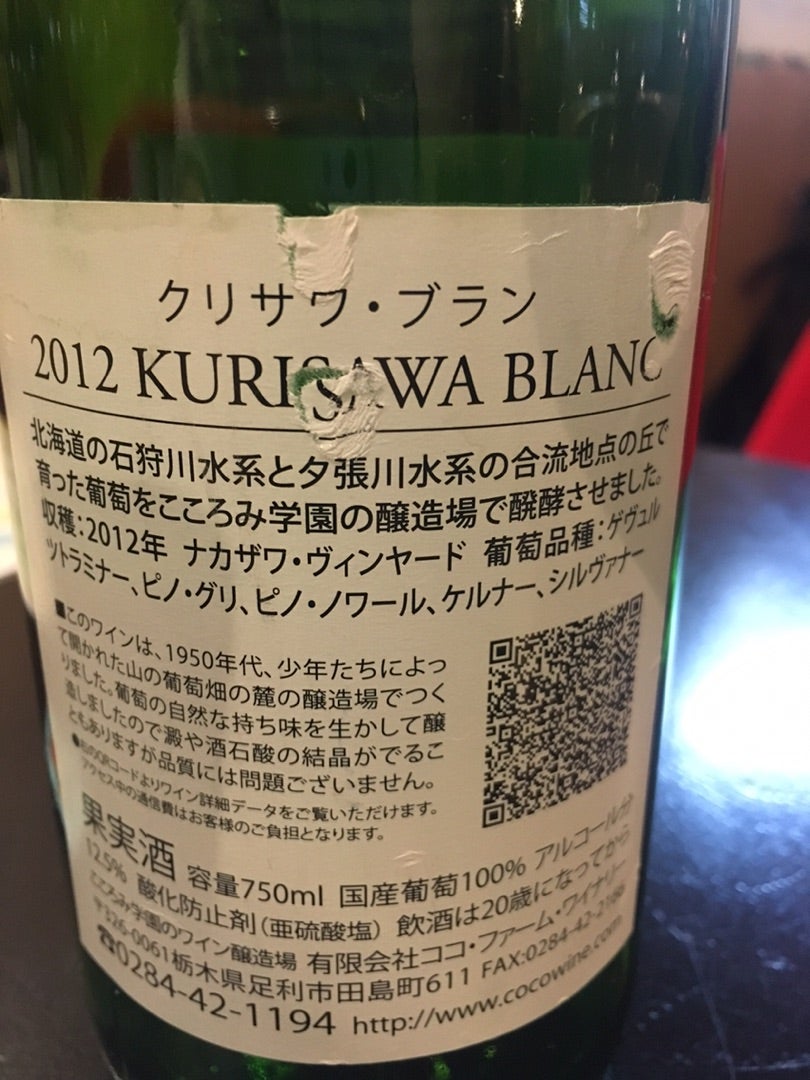 クリサワ・ブラン
2012 KURISAWA BLANC
北海道の石狩川水系と夕張川水系の合流地点の丘で
育った葡萄をこころみ学園の醸造場で醗酵させました。
収穫:2012年 ナカザワ・ヴィンヤード 葡萄品種:ゲヴュル
ツトラミナー、ピノ・グリ、ピノ・ノワール、ケルナー、シルヴァナー
■このワインは、1950年代、少年たちによっ
て開かれた山の葡萄畑の麓の醸造場でつく
りました。葡萄の自然な持ち味を生かして醸
造しましたので澱や酒石酸の結晶がでるこ
ともありますが品質には問題ございません。
●右のQRコードよりワイン詳細データをご覧いただけます。
アクセス中の通信費はお客様のご負担となります。
果実酒 容量750ml 国産葡萄100% アルコール分
12.5% 酸化防止剤(亜硫酸塩) 飲酒は20歳になってから
こころみ学園のワイン醸造場 有限会社ココ・ファーム・ワイナリー
〒326-0061栃木県足利市田島町611 FAX:0284-42-2166
☎0284-42-1194 http://www.cocowine.com